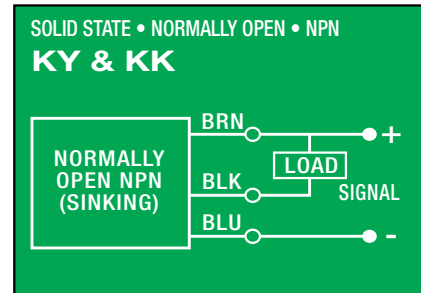 SOLID STATE • NORMALLY OPEN • NPN
KY & KK
BRN
+
NORMALLY
OPEN NPN
(SINKING)
LOAD
BLK
SIGNAL
BLU
-